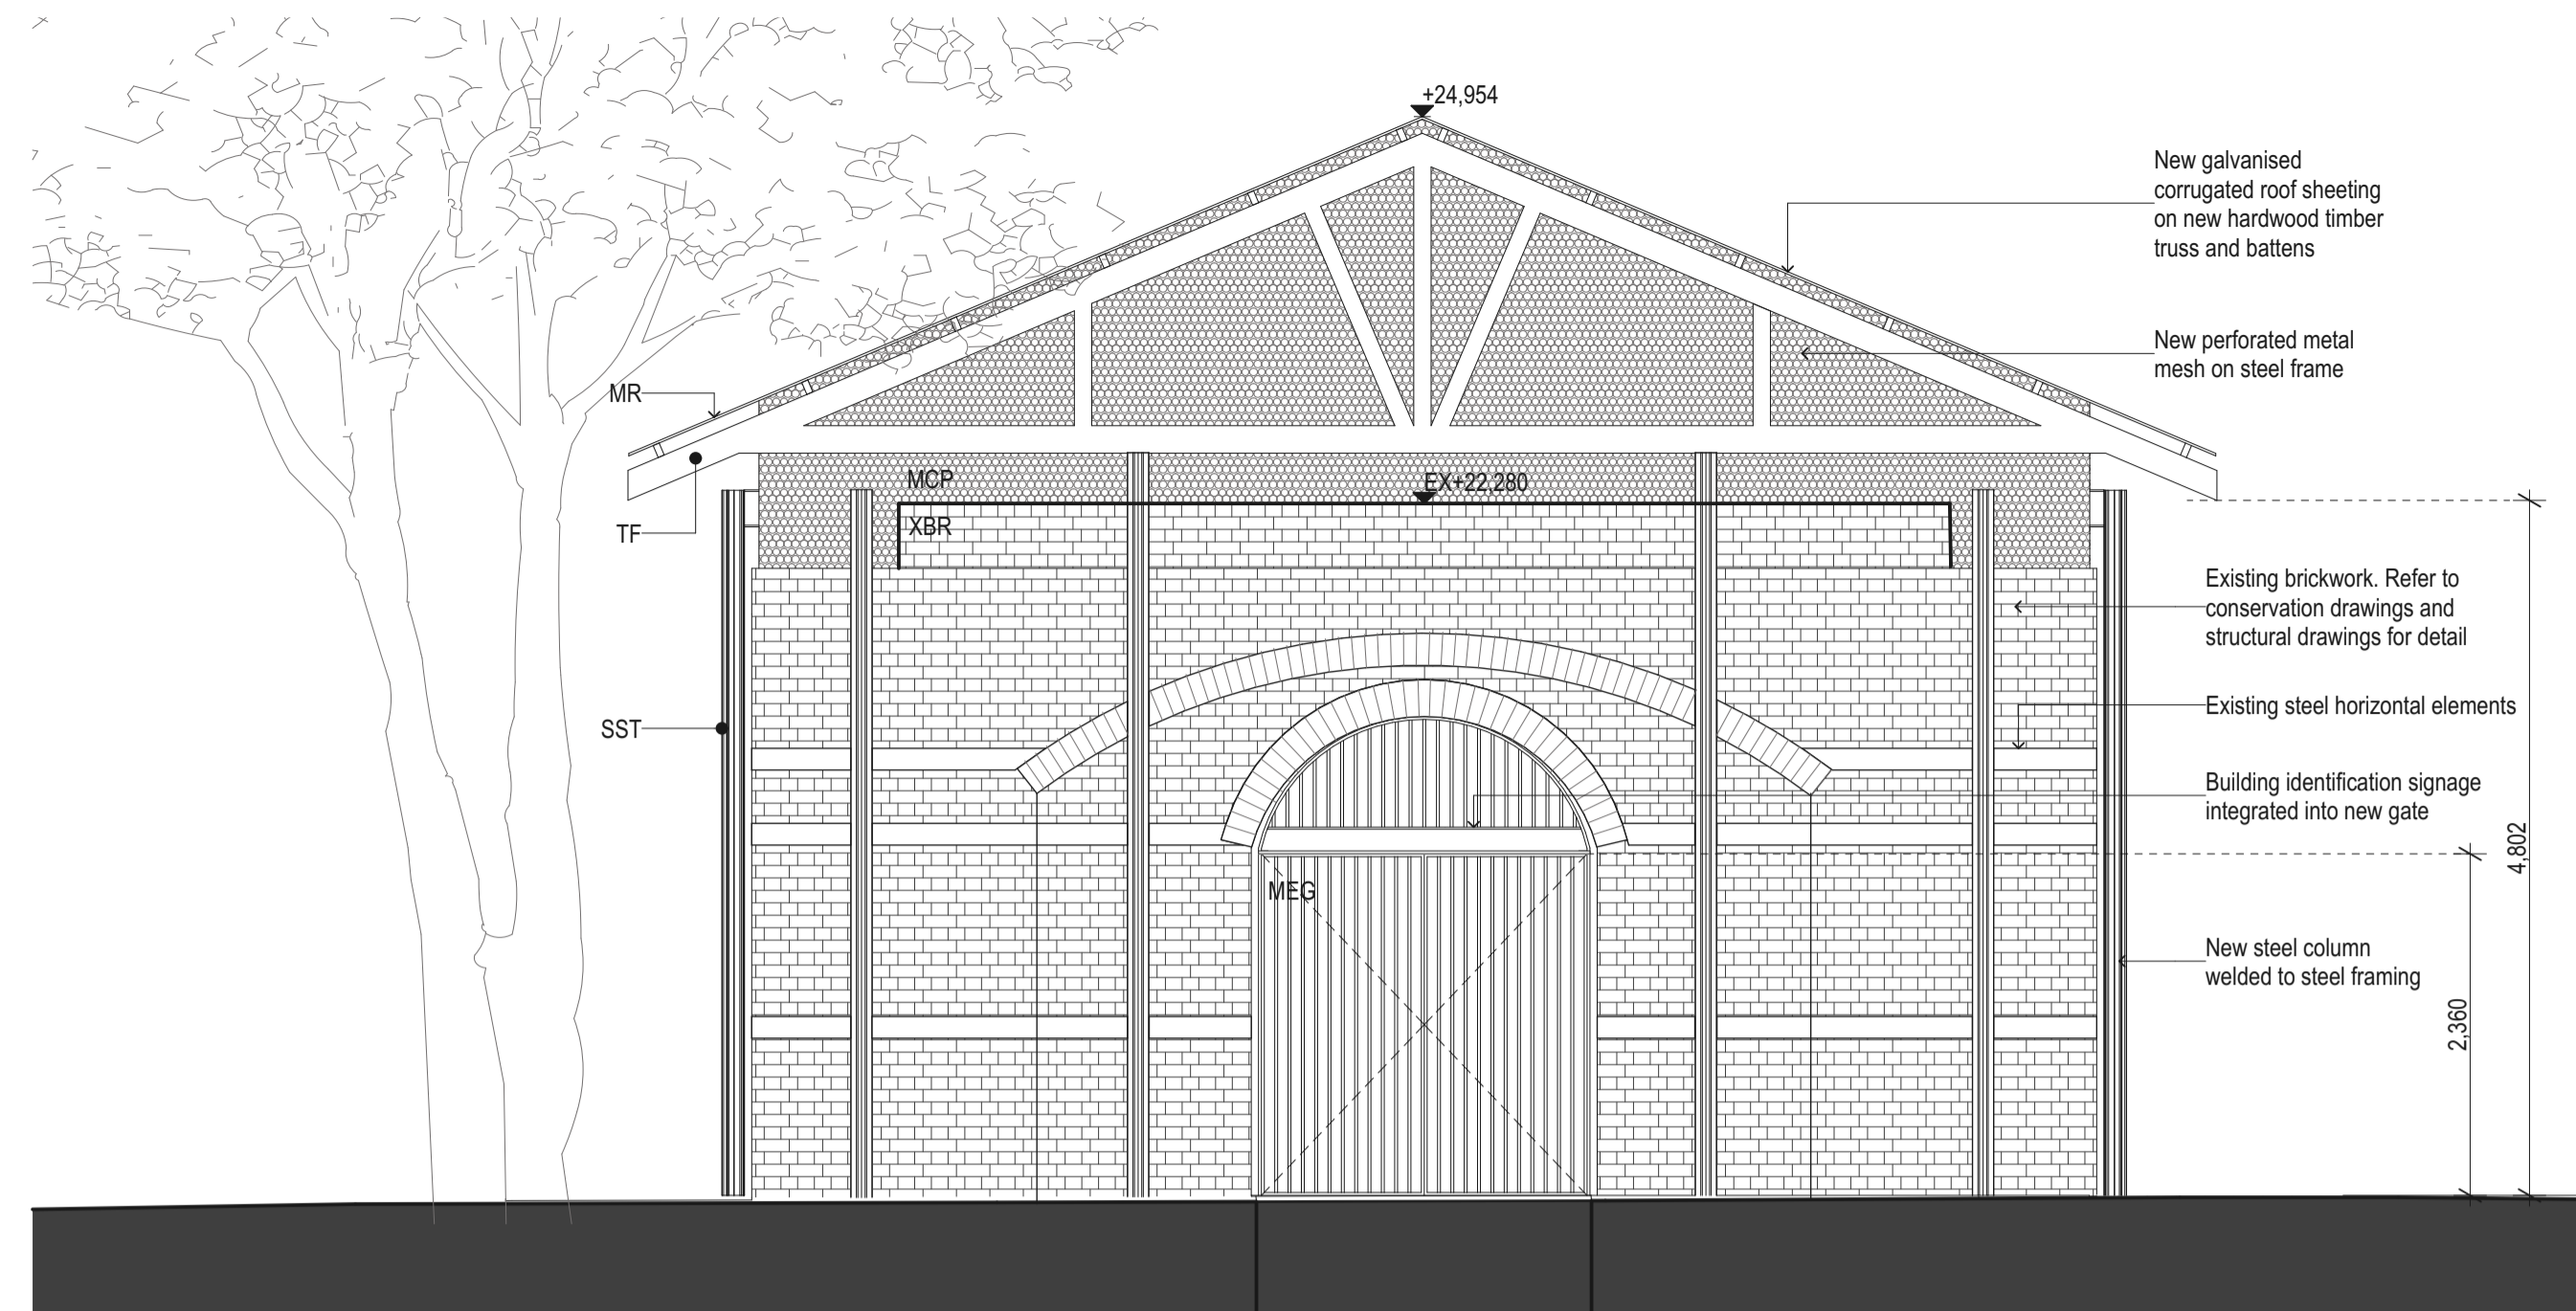 +24,954
New galvanised
corrugated roof sheeting
on new hardwood timber
truss and battens
New perforated metal
mesh on steel frame
MR
MCP
EX+22,280
XBR
TF
Existing brickwork. Refer to
conservation drawings and
structural drawings for detail
Existing steel horizontal elements
SST
Building identification signage
integrated into new gate
4,802
MEG
New steel column
welded to steel framing
2,360